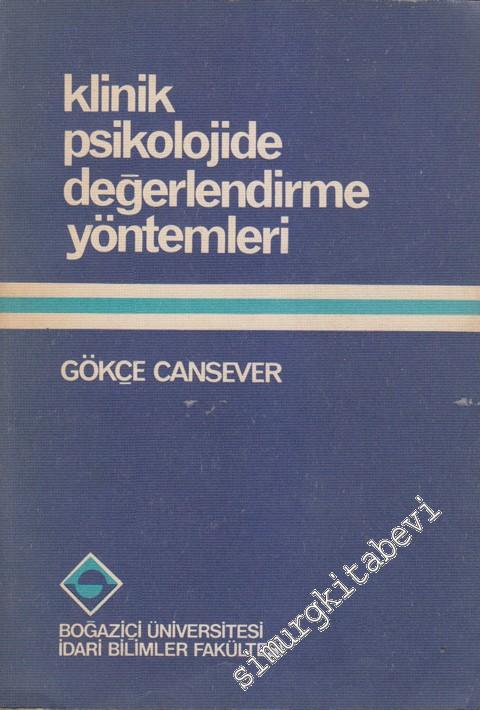 klinik
psikolojide
değerlendirme
yöntemleri
GÖKÇE CANSEVER
BOĞAZİÇİ ÜNİVERSİTESİ
İDARİ BİLİMLER FAKÜLTE
simurgkitabevi